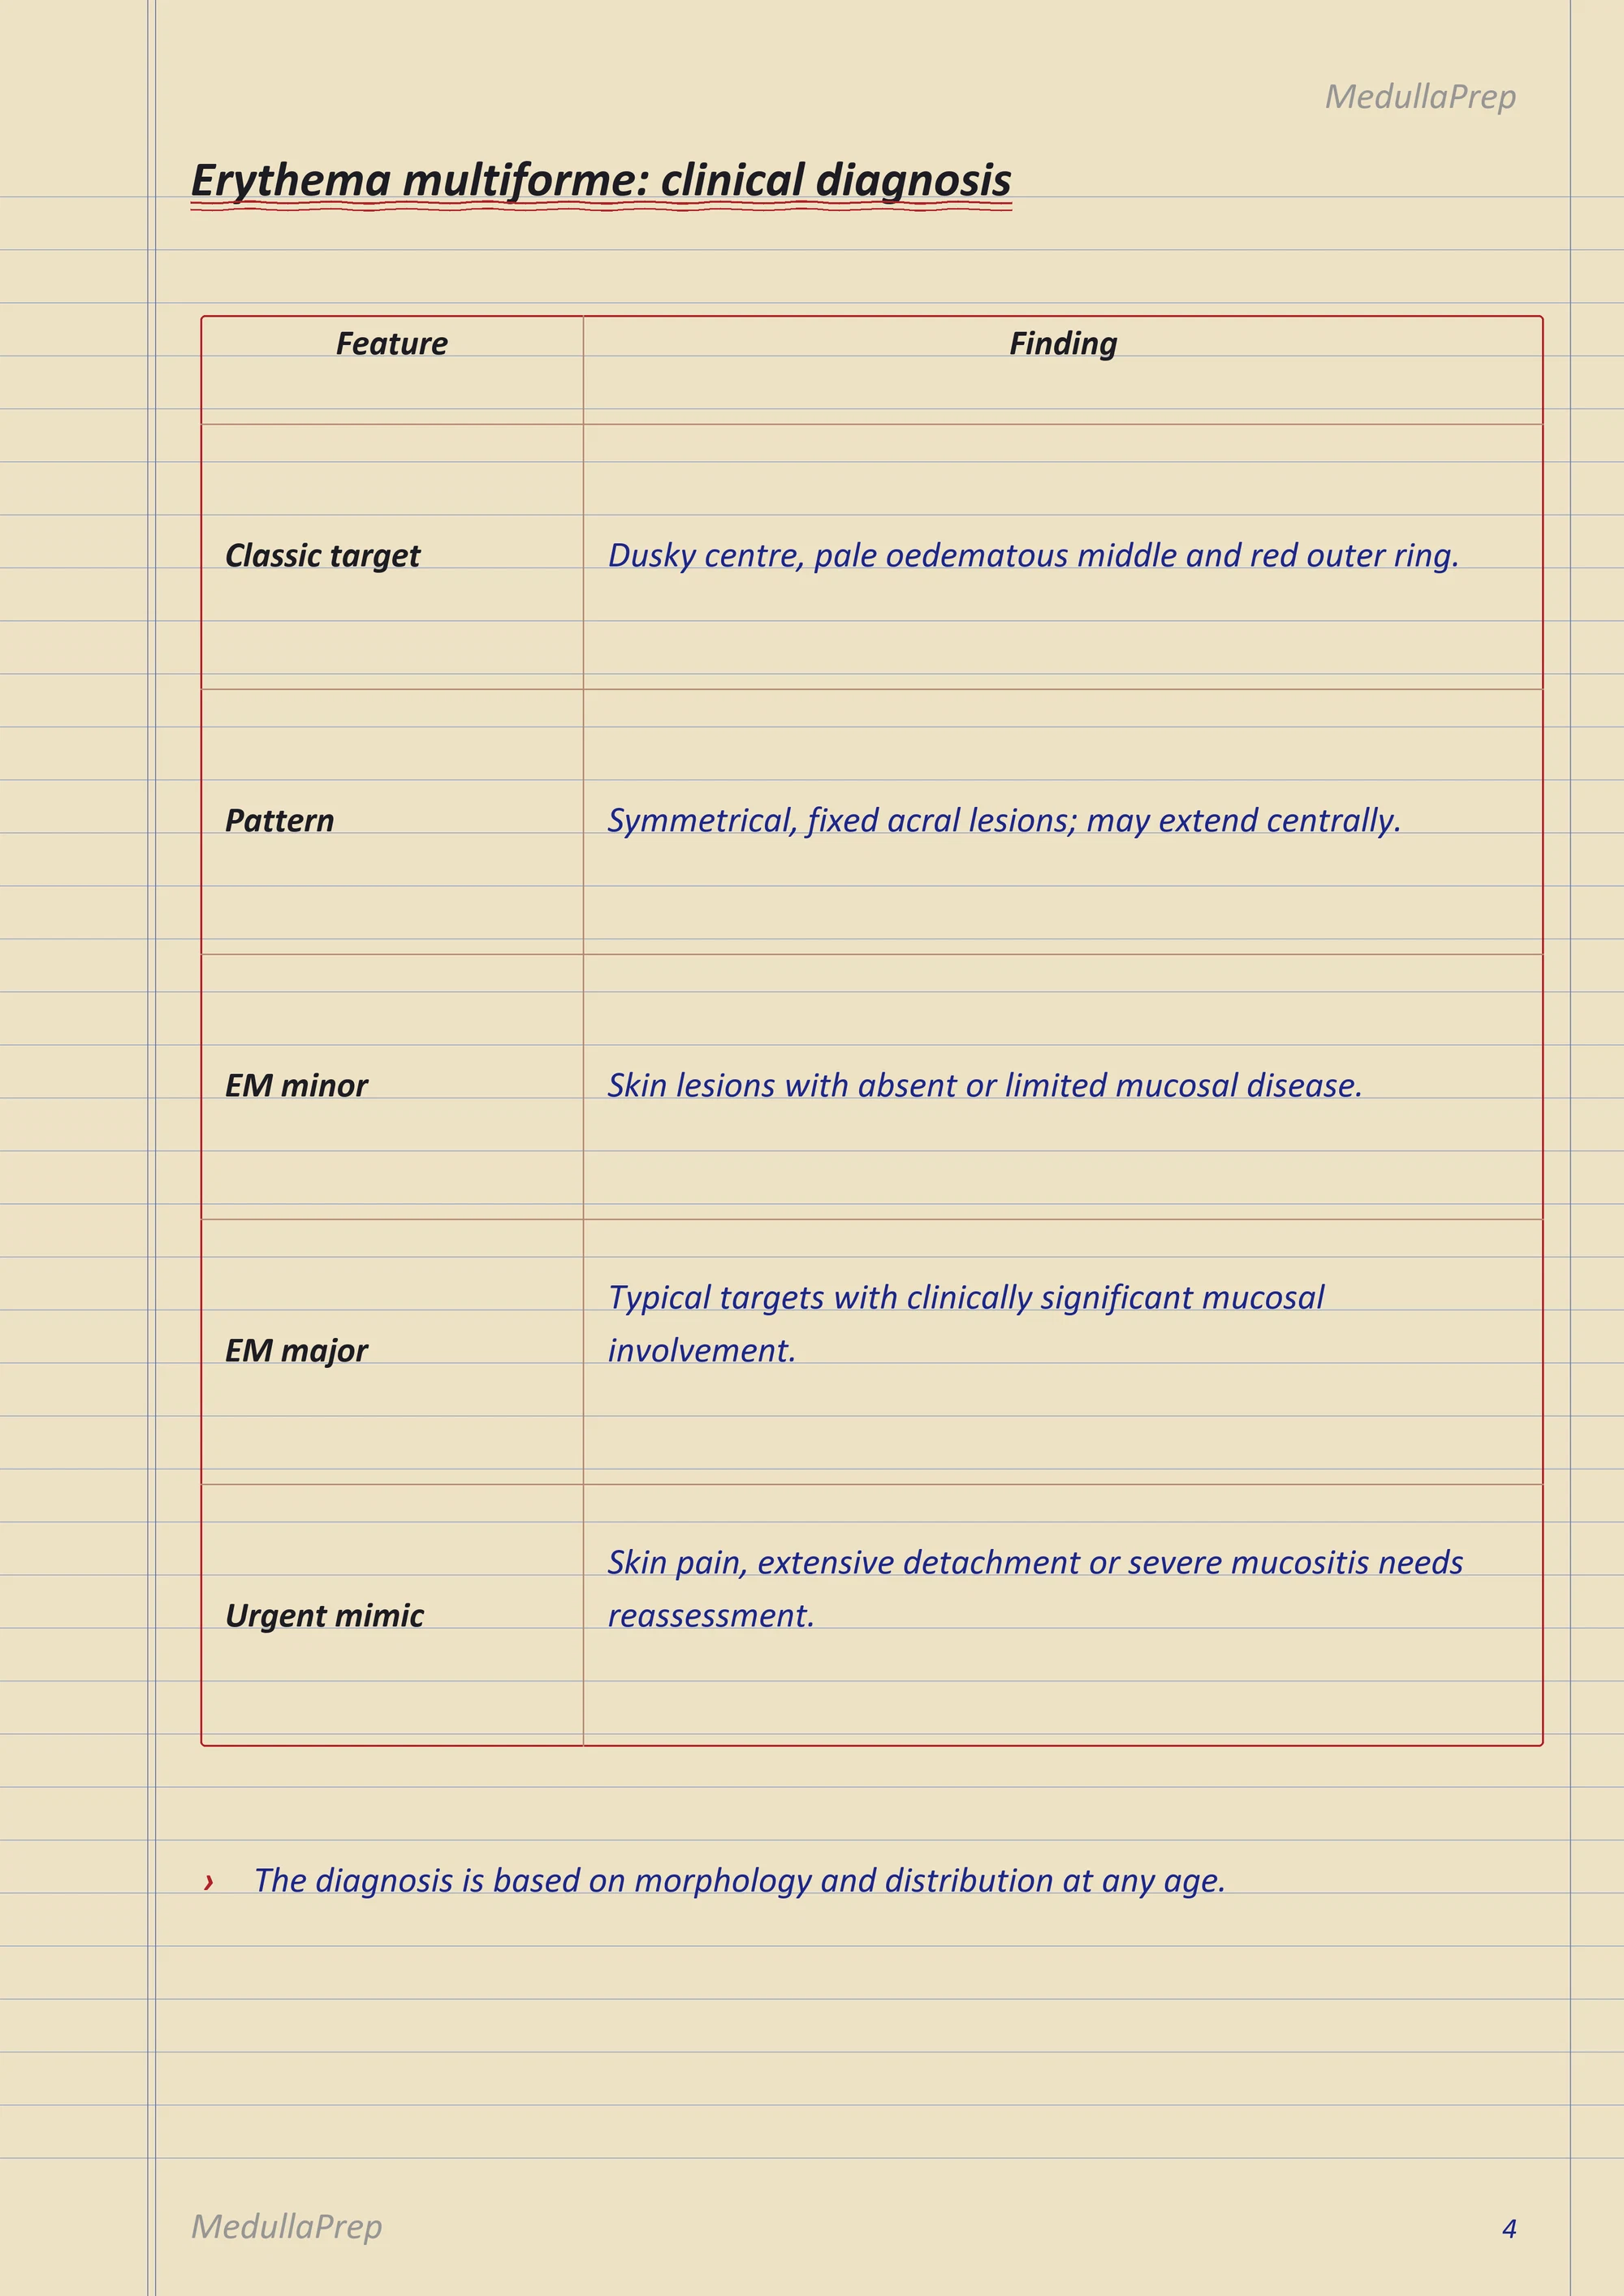 MedullaPrep
Erythema multiforme: clinical diagnosis
Feature Finding
Classic target Dusky centre, pale oedematous middle and red outer ring.
Pattern Symmetrical, fixed acral lesions; may extend centrally.
EM minor Skin lesions with absent or limited mucosal disease.
Typical targets with clinically significant mucosal
EM major involvement.
Skin pain, extensive detachment or severe mucositis needs
Urgent mimic reassessment.
› The diagnosis is based on morphology and distribution at any age.
MedullaPrep 4